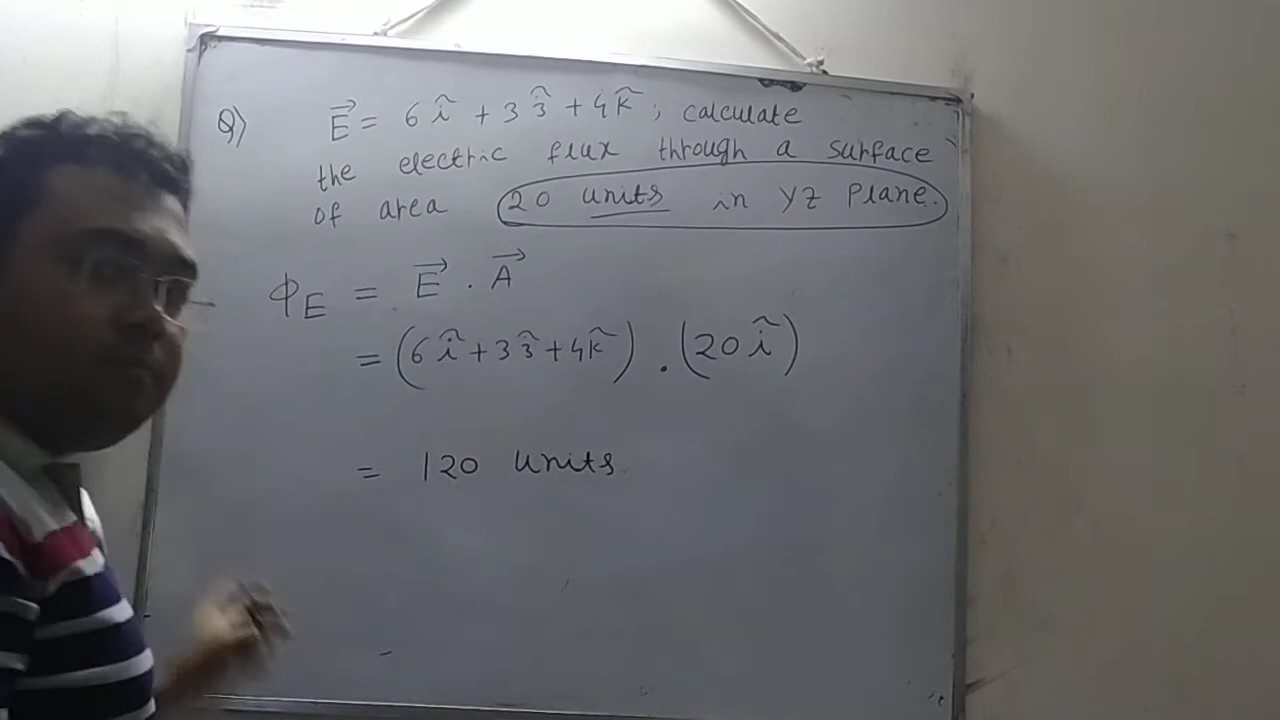 Q) E⃗ = 6î + 3ĵ + 4k̂ ; calculate
the electric flux through a surface
of area 20 units in YZ Plane.
ΦE = E⃗ . A⃗
= (6î + 3ĵ + 4k̂) . (20î)
= 120 units